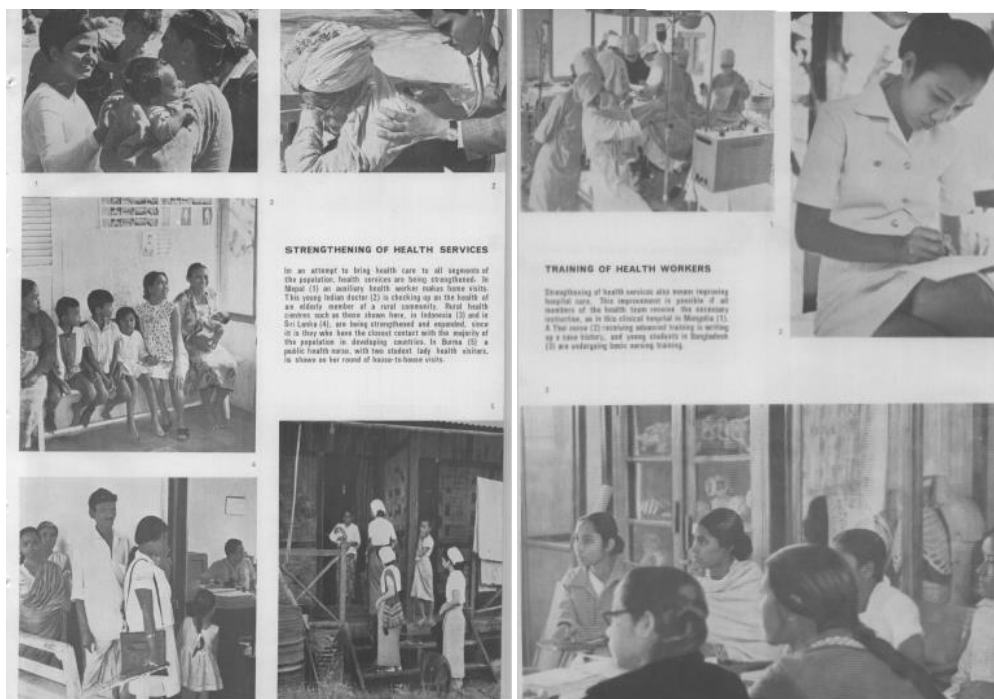 1
2
3
STRENGTHENING OF HEALTH SERVICES
In an attempt to bring health care to all segments of
the population, health services are being strengthened. In
Nepal (1) an auxiliary health worker makes home visits.
This young Indian doctor (2) is checking up on the health of
an elderly member of a rural community. Rural health
centres such as those shown here, in Indonesia (3) and in
Sri Lanka (4), are being strengthened and expanded, since
it is they who have the closest contact with the majority of
the population in developing countries. In Burma (5) a
public health nurse, with two student lady health visitors,
is shown on her round of house-to-house visits.
5
4
1
2
TRAINING OF HEALTH WORKERS
Strengthening of health services also means improving
hospital care. This improvement is possible if all
members of the health team receive the necessary
instruction, as in this clinical hospital in Mongolia (1).
A Thai nurse (2) receiving advanced training is writing
up a case history, and young students in Bangladesh
(3) are undergoing basic nursing training.
3